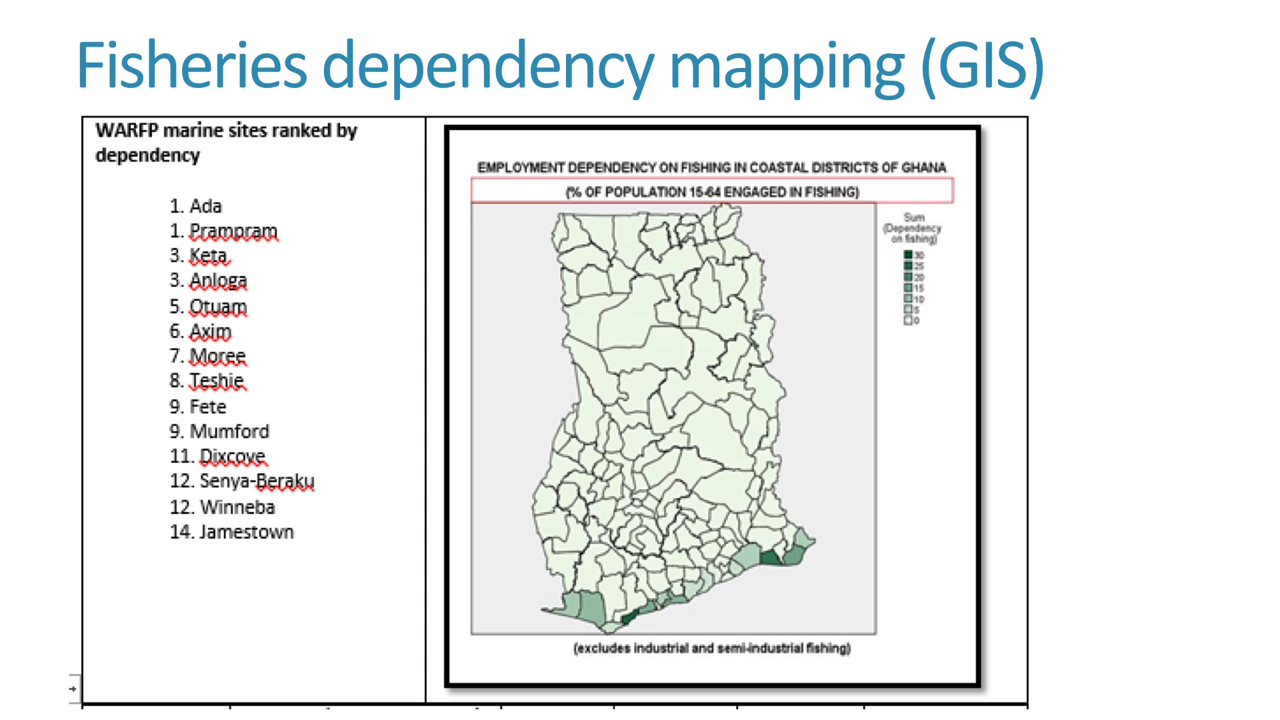 Fisheries dependency mapping (GIS)
WARFP marine sites ranked by
dependency
1. Ada
1. Prampram
3. Keta
3. Anloga
5. Otuam
6. Axim
7. Moree
8. Teshie
9. Fete
9. Mumford
11. Dixcove
12. Senya-Beraku
12. Winneba
14. Jamestown
EMPLOYMENT DEPENDENCY ON FISHING IN COASTAL DISTRICTS OF GHANA
(% OF POPULATION 15-64 ENGAGED IN FISHING)
Sum
(Dependency
on fishing)
30
25
20
15
10
5
0
(excludes industrial and semi-industrial fishing)